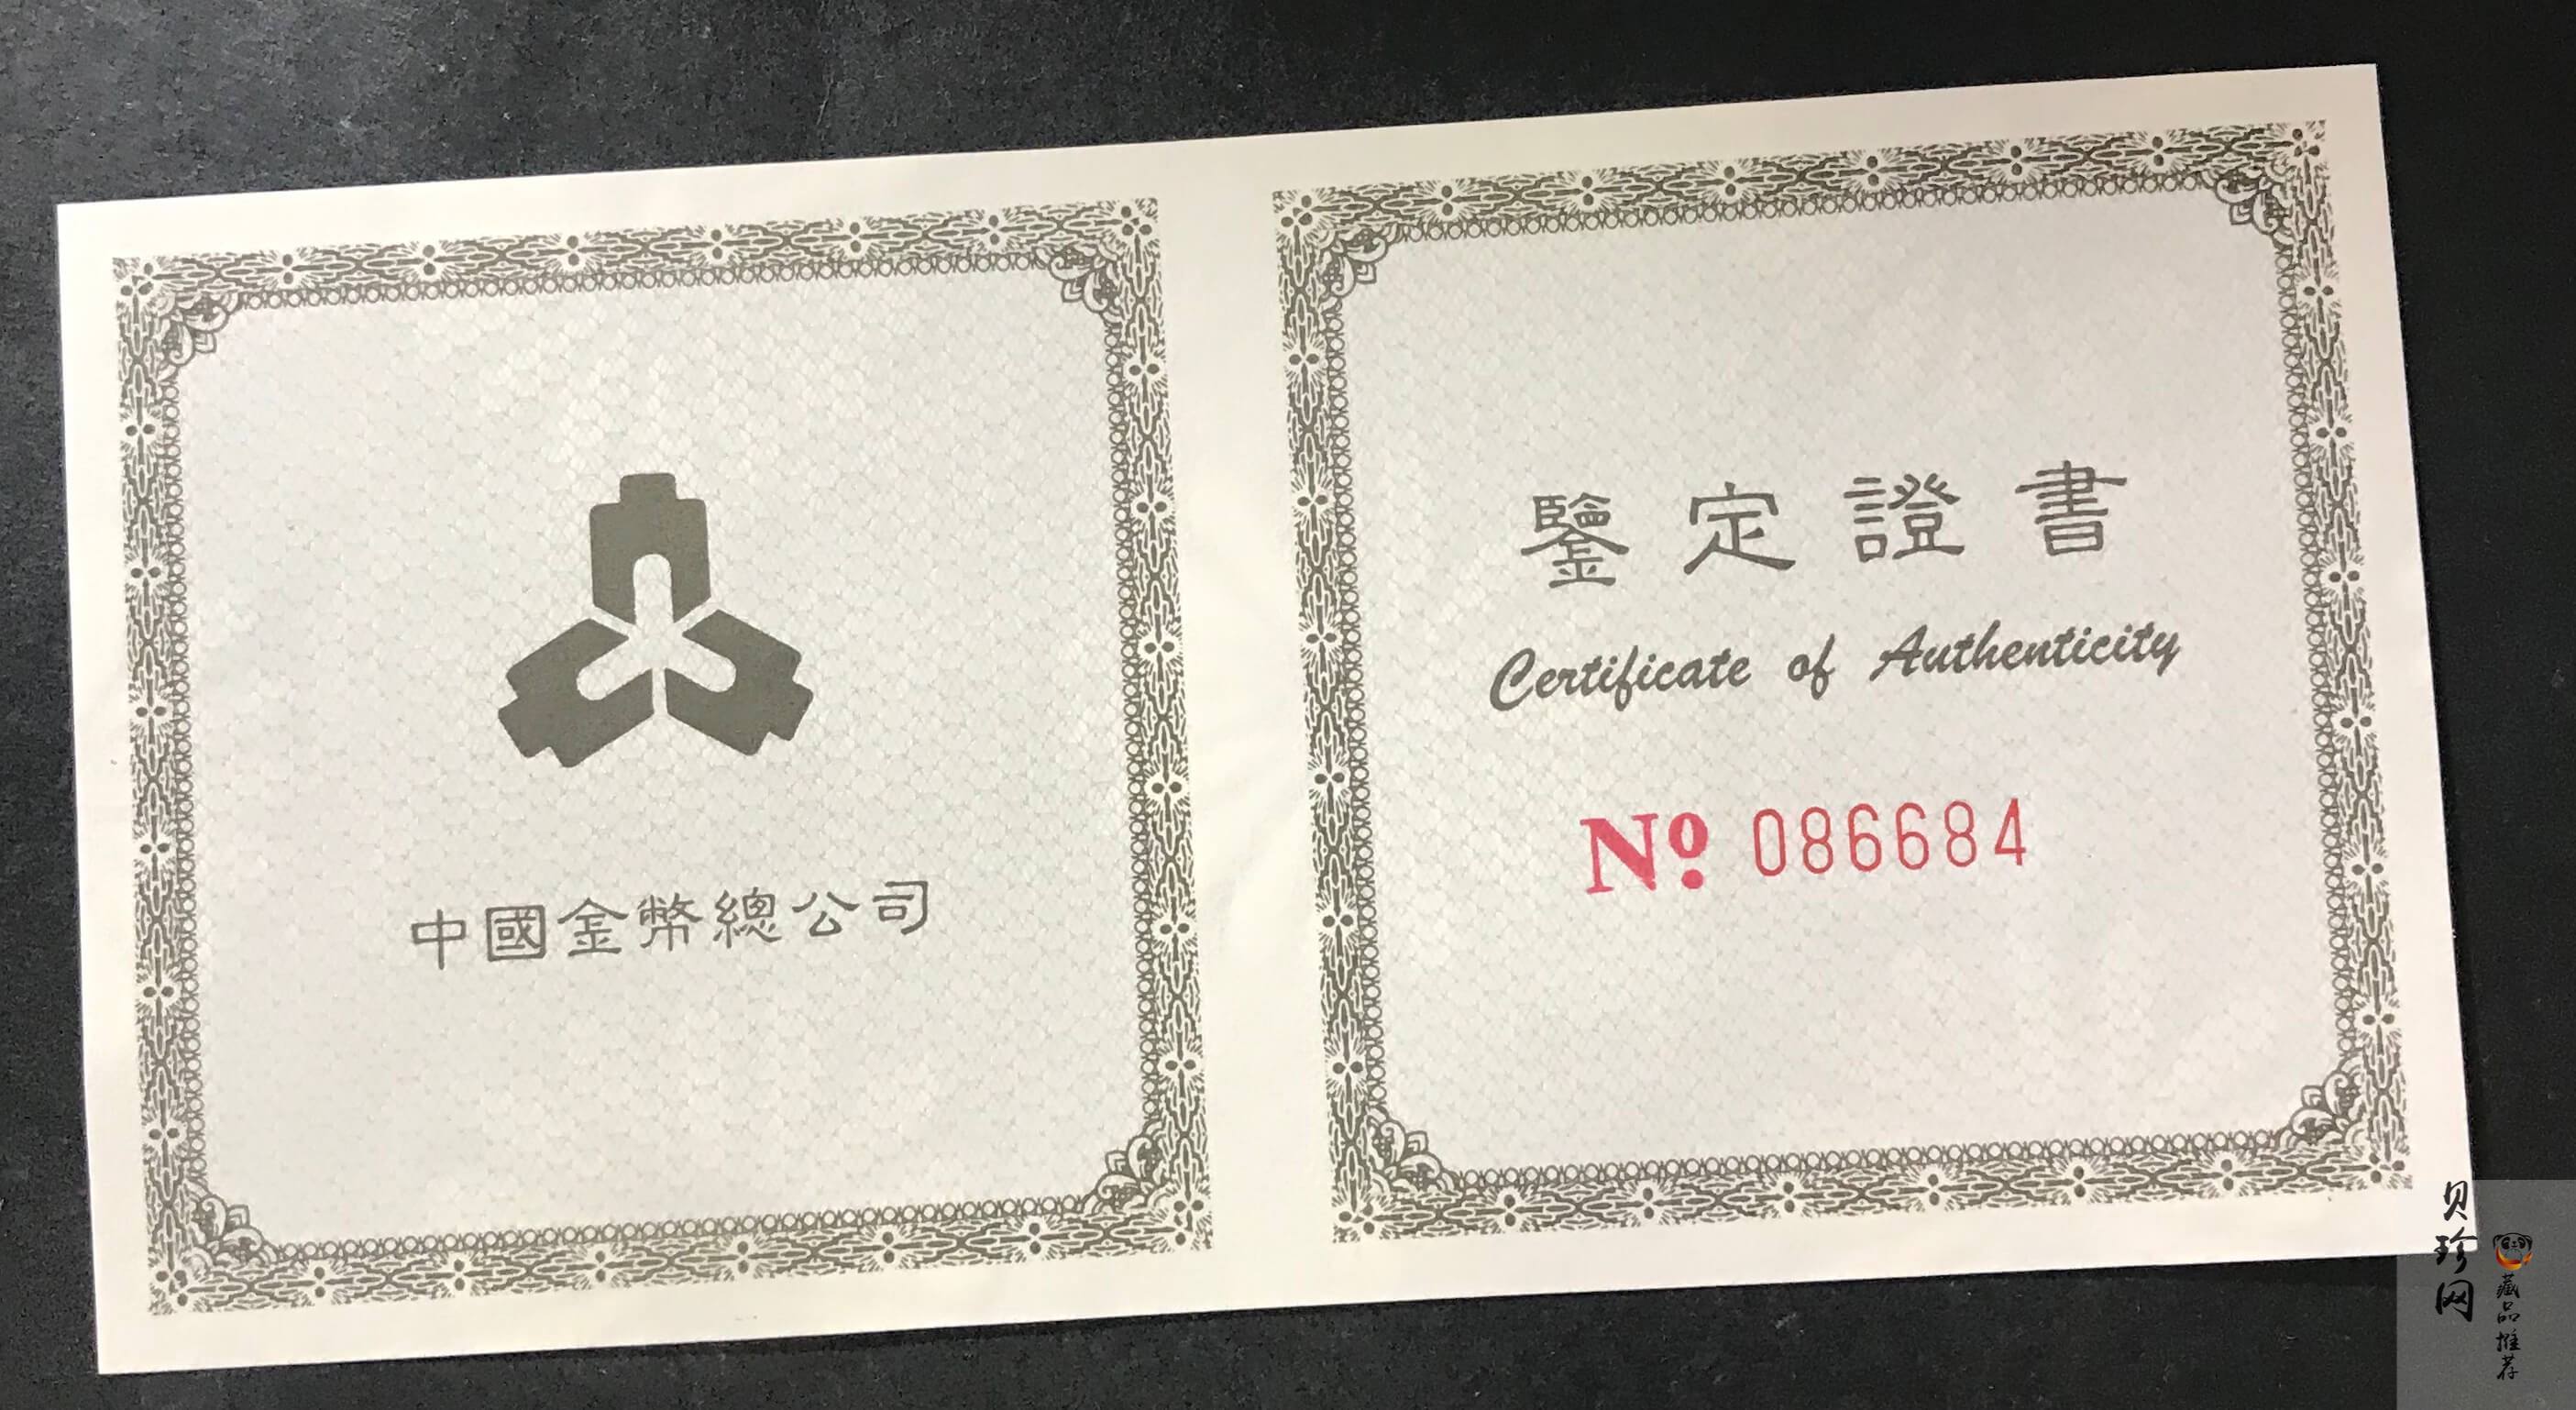 中國金幣總公司
鑒定證書
Certificate of Authenticity
Nº 086684
贝珍网
藏品推荐